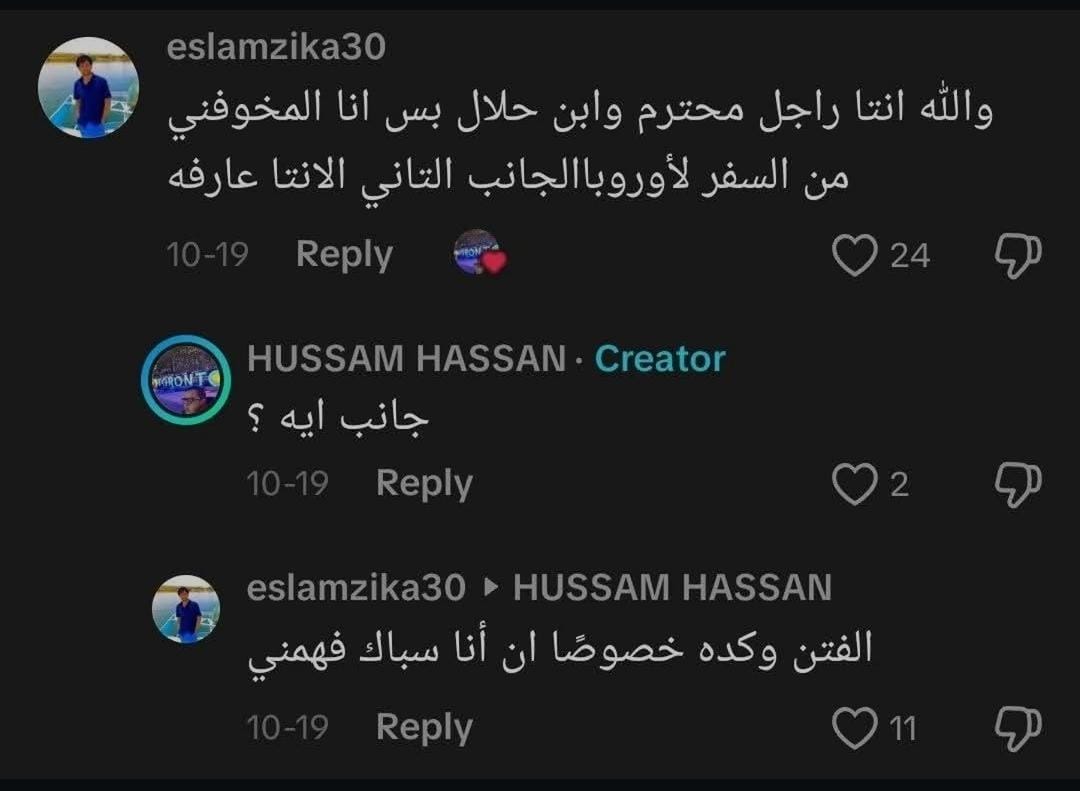 eslamzika30
والله انتا راجل محترم وابن حلال بس انا المخوفني
من السفر لأوروباالجانب التاني الانتا عارفه
10-19 Reply 24
HUSSAM HASSAN · Creator
جانب ايه ؟
10-19 Reply 2
eslamzika30 ▸ HUSSAM HASSAN
الفتن وكده خصوصًا ان أنا سباك فهمني
10-19 Reply 11